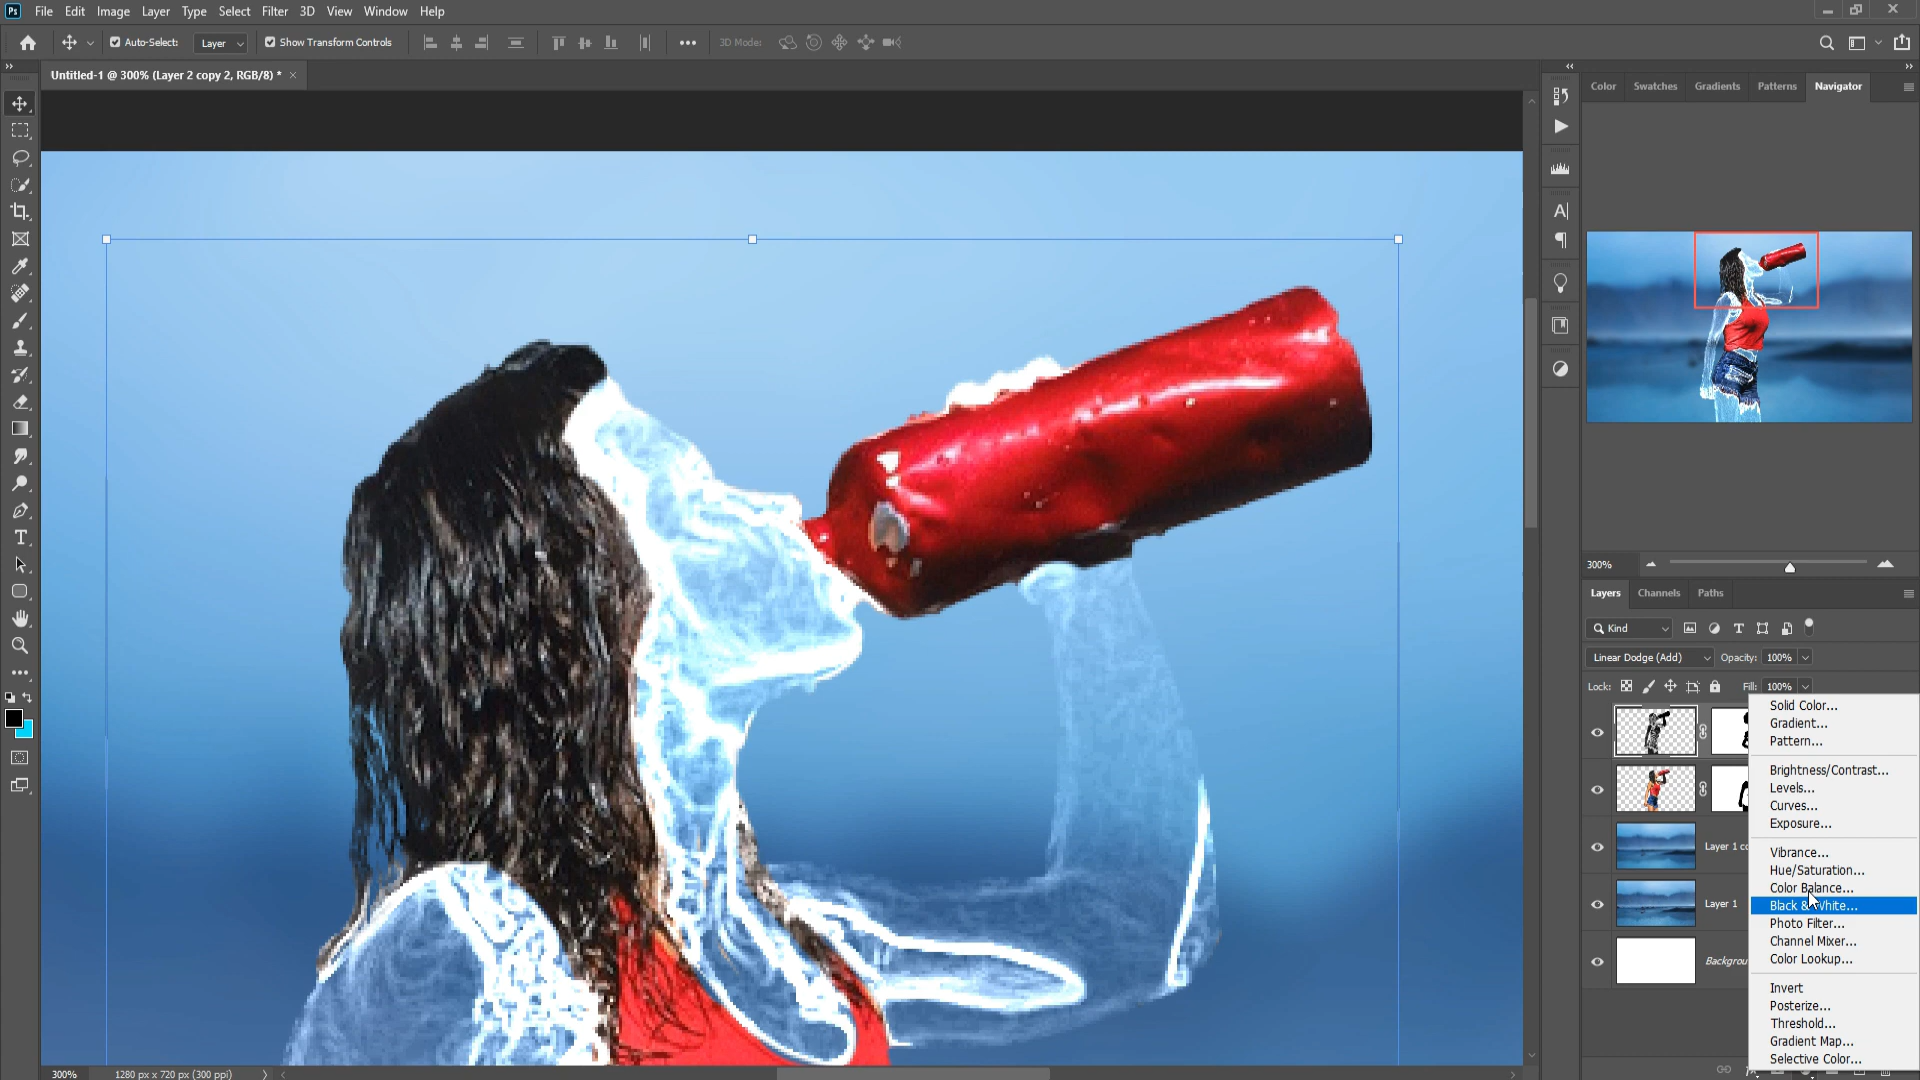 Ps File Edit Image Layer Type Select Filter 3D View Window Help
Auto-Select: Layer Show Transform Controls 3D Mode:
Untitled-1 @ 300% (Layer 2 copy 2, RGB/8) *
Color Swatches Gradients Patterns Navigator
300%
Layers Channels Paths
Kind
Linear Dodge (Add) Opacity: 100%
Lock: Fill: 100%
Solid Color...
Gradient...
Pattern...
Brightness/Contrast...
Levels...
Curves...
Exposure...
Layer 1 co
Vibrance...
Hue/Saturation...
Color Balance...
Layer 1
Black & White...
Photo Filter...
Channel Mixer...
Color Lookup...
Backgrou
Invert
Posterize...
Threshold...
Gradient Map...
Selective Color...
300% 1280 px x 720 px (300 ppi)